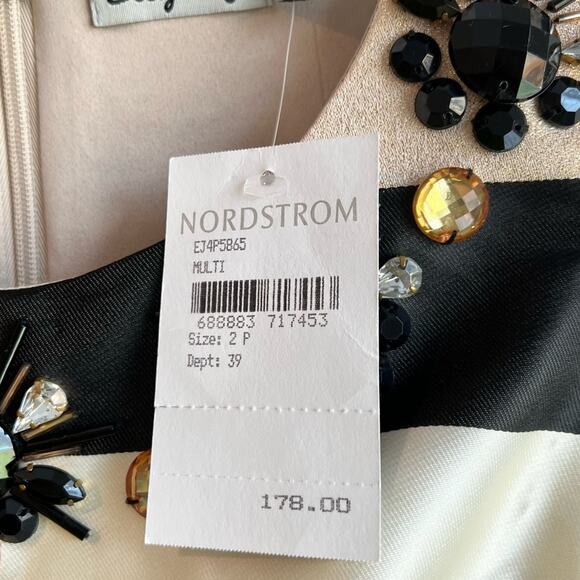 NORDSTROM
EJ4P5865
MULTI
688883 717453
Size: 2 P
Dept: 39
178.00